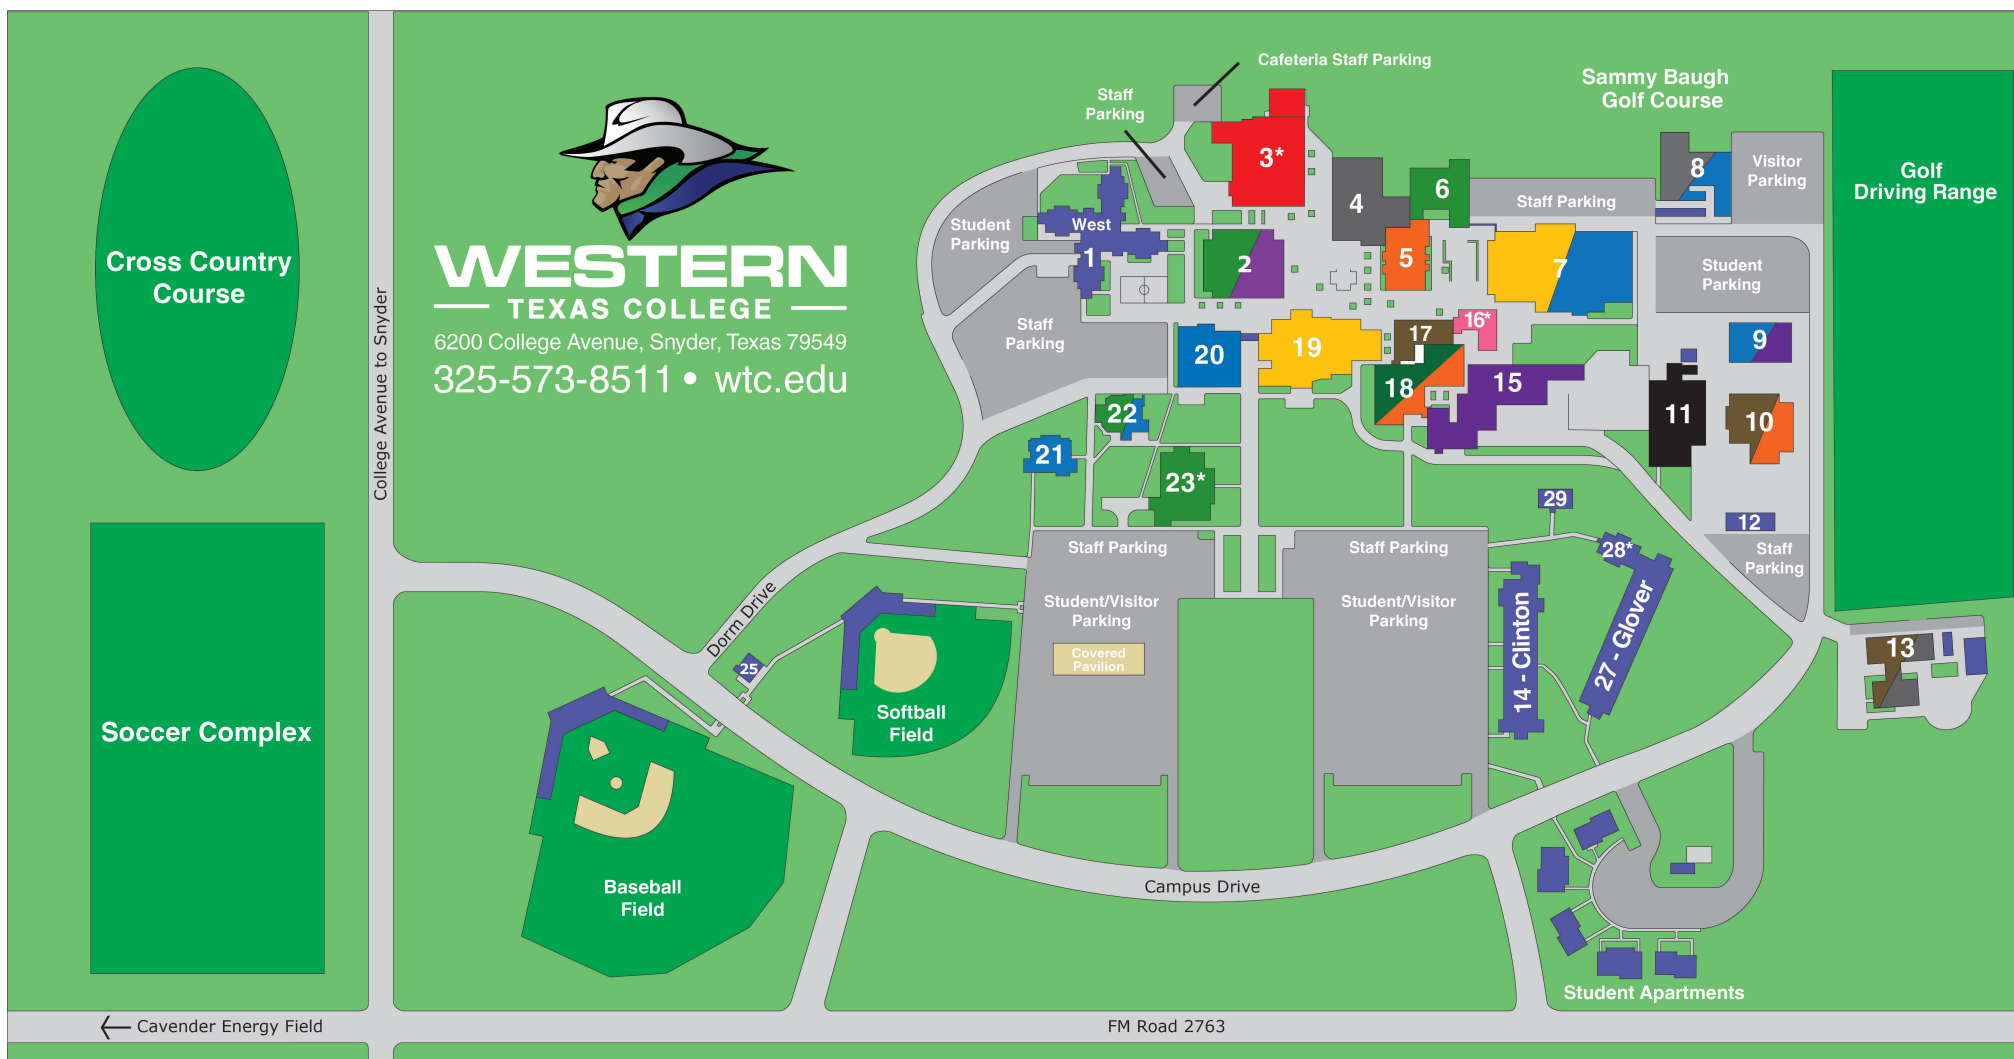 Cafeteria Staff Parking
Staff
Parking
Sammy Baugh
Golf Course
Cross Country
Course
College Avenue to Snyder
WESTERN
TEXAS COLLEGE
6200 College Avenue, Snyder, Texas 79549
325-573-8511 • wtc.edu
Student
Parking
West
1
2
3*
4
5
6
Staff Parking
7
8
Visitor
Parking
Golf
Driving Range
Student
Parking
Staff
Parking
20
19
17
16*
18
15
9
11
10
12
Staff
Parking
22
21
23*
29
28*
Staff Parking
Student/Visitor
Parking
Covered
Pavilion
Staff Parking
Student/Visitor
Parking
14 - Clinton
27 - Glover
13
Dorm Drive
25
Softball
Field
Soccer Complex
Baseball
Field
Campus Drive
Student Apartments
Cavender Energy Field
FM Road 2763